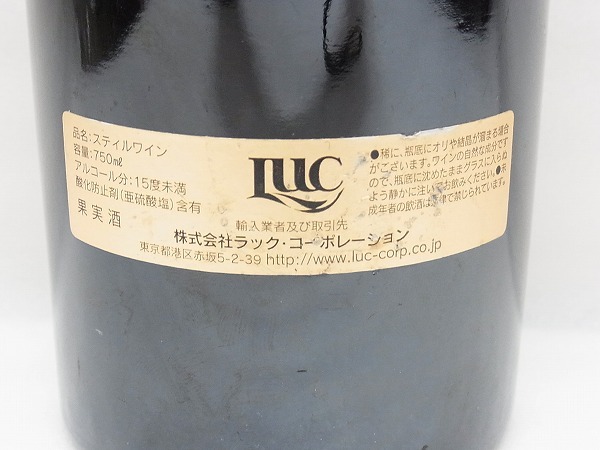 品名:スティルワイン
容量:750ml
アルコール分:15度未満
酸化防止剤(亜硫酸塩)含有
果実酒
LUC
輸入業者及び取引先
株式会社ラック・コーポレーション
東京都港区赤坂5-2-39 http://www.luc-corp.co.jp
●稀に、瓶底にオリや結晶が溜まる場合
がございます。ワインの自然な成分です
ので、瓶底に沈めたままグラスに入らぬ
よう静かに注いでお飲みください。●未
成年者の飲酒は法律で禁じられています。